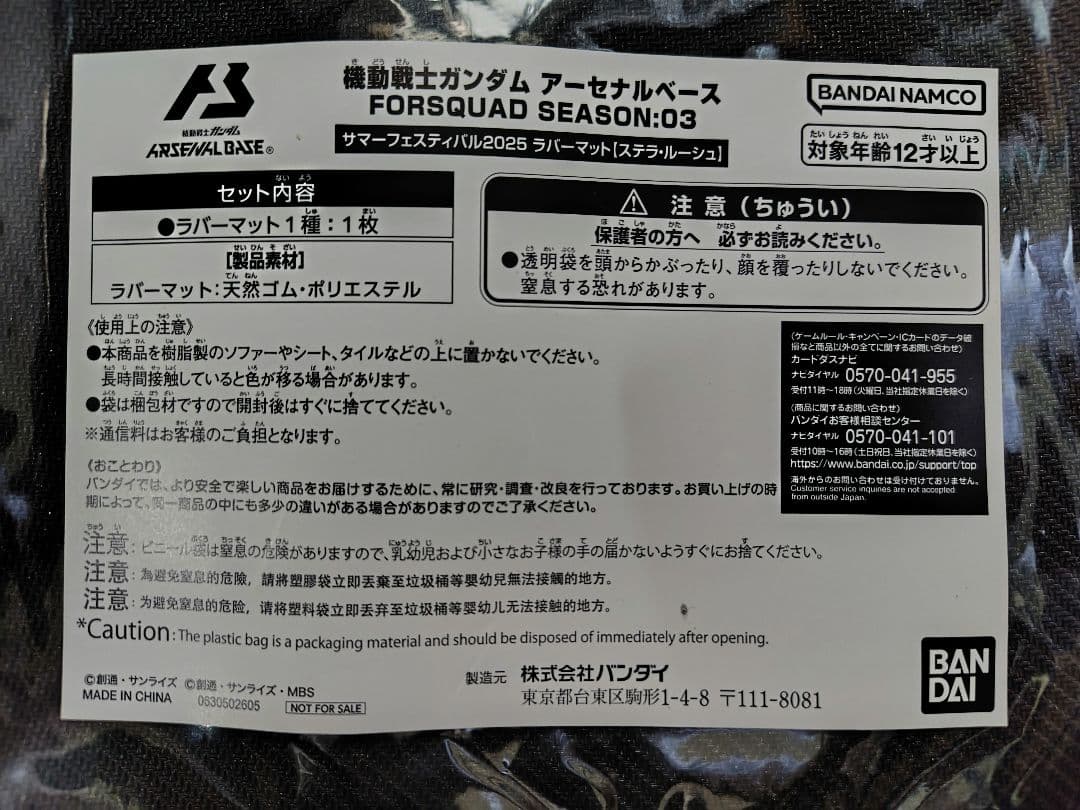 機動戦士ガンダム
ARSENAL BASE®
機動戦士ガンダム アーセナルベース
FORSQUAD SEASON:03
サマーフェスティバル2025 ラバーマット【ステラ・ルーシュ】
BANDAI NAMCO
対象年齢12才以上
セット内容
●ラバーマット1種:1枚
【製品素材】
ラバーマット:天然ゴム・ポリエステル
⚠ 注意(ちゅうい)
保護者の方へ 必ずお読みください。
●透明袋を頭からかぶったり、顔を覆ったりしないでください。
窒息する恐れがあります。
《使用上の注意》
●本商品を樹脂製のソファーやシート、タイルなどの上に置かないでください。
長時間接触していると色が移る場合があります。
●袋は梱包材ですので開封後はすぐに捨ててください。
※通信料はお客様のご負担となります。
《おことわり》
バンダイでは、より安全で楽しい商品をお届けするために、常に研究・調査・改良を行っております。お買い上げの時
期によって、同一商品の中にも多少の違いがある場合がありますのでご了承ください。
(ゲームルール・キャンペーン・ICカードのデータ破
損など商品以外の全てに関するお問い合わせ)
カードダスナビ
ナビダイヤル 0570-041-955
受付11時~18時(火曜日、当社指定休業日を除く)
(商品に関するお問い合わせ)
バンダイお客様相談センター
ナビダイヤル 0570-041-101
受付10時~16時(土日祝日、当社指定休業日を除く)
https://www.bandai.co.jp/support/top
海外からのお問い合わせは受け付けておりません。
Customer service inquiries are not accepted
from outside Japan.
注意:ビニール袋は窒息の危険がありますので、乳幼児および小さなお子様の手の届かないようすぐにお捨てください。
注意:為避免窒息的危險,請將塑膠袋立即丟棄至垃圾桶等嬰幼兒無法接觸的地方。
注意:为避免窒息的危险,请将塑料袋立即丢弃至垃圾桶等婴幼儿无法接触的地方。
*Caution:The plastic bag is a packaging material and should be disposed of immediately after opening.
©創通・サンライズ ©創通・サンライズ・MBS
MADE IN CHINA 0630502605 NOT FOR SALE
製造元 株式会社バンダイ
東京都台東区駒形1-4-8 〒111-8081
BAN
DAI